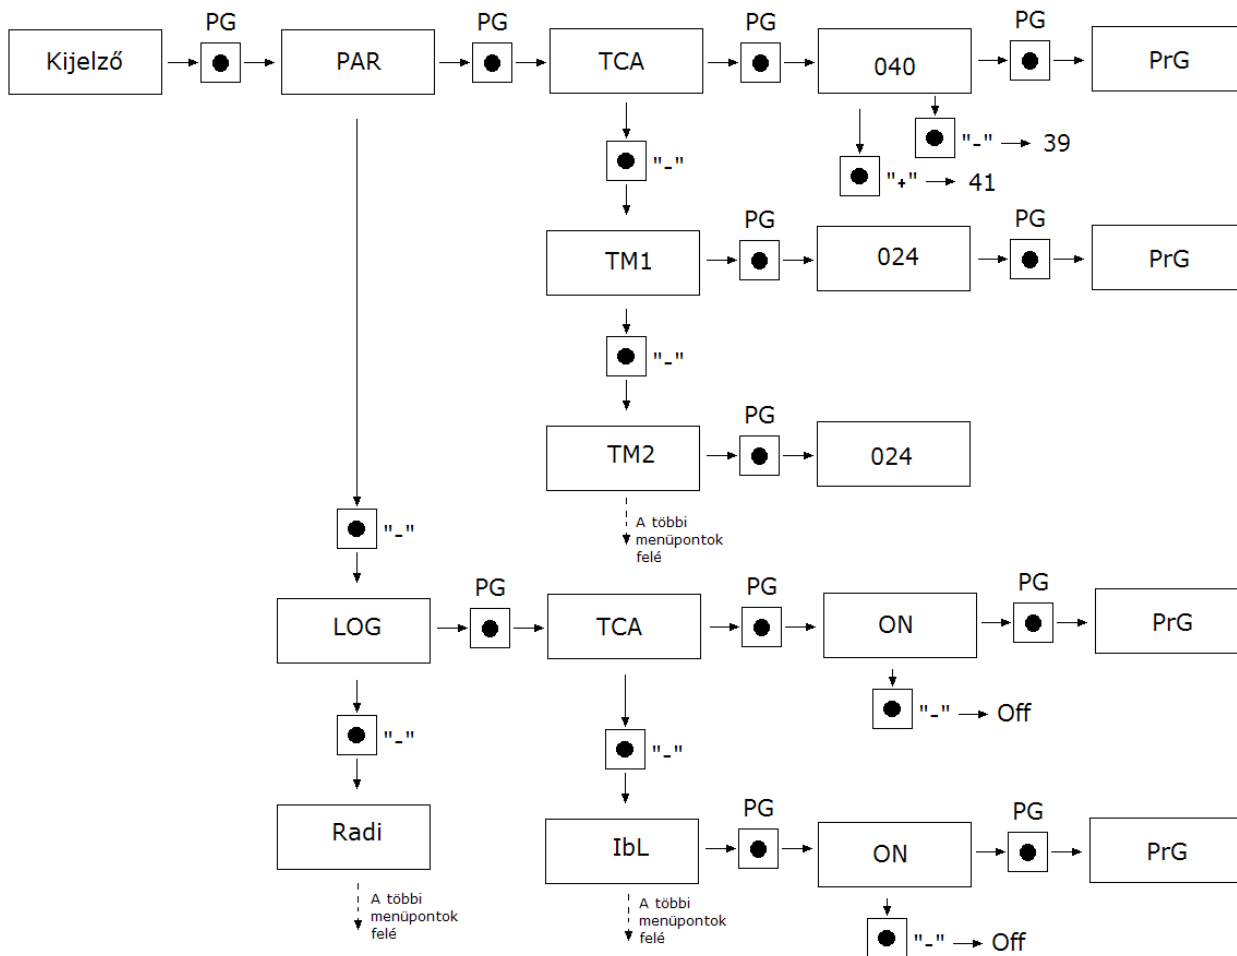 PG
PG
PG
PG
Kijelző
PAR
TCA
040
PrG
"-"
"-" 39
"+" 41
PG
PG
TM1
024
PrG
"-"
PG
TM2
024
"-"
A többi
menüpontok
felé
PG
PG
PG
LOG
TCA
ON
PrG
"-"
"-"
"-" Off
PG
PG
Radi
IbL
ON
PrG
A többi
menüpontok
felé
A többi
menüpontok
felé
"-" Off